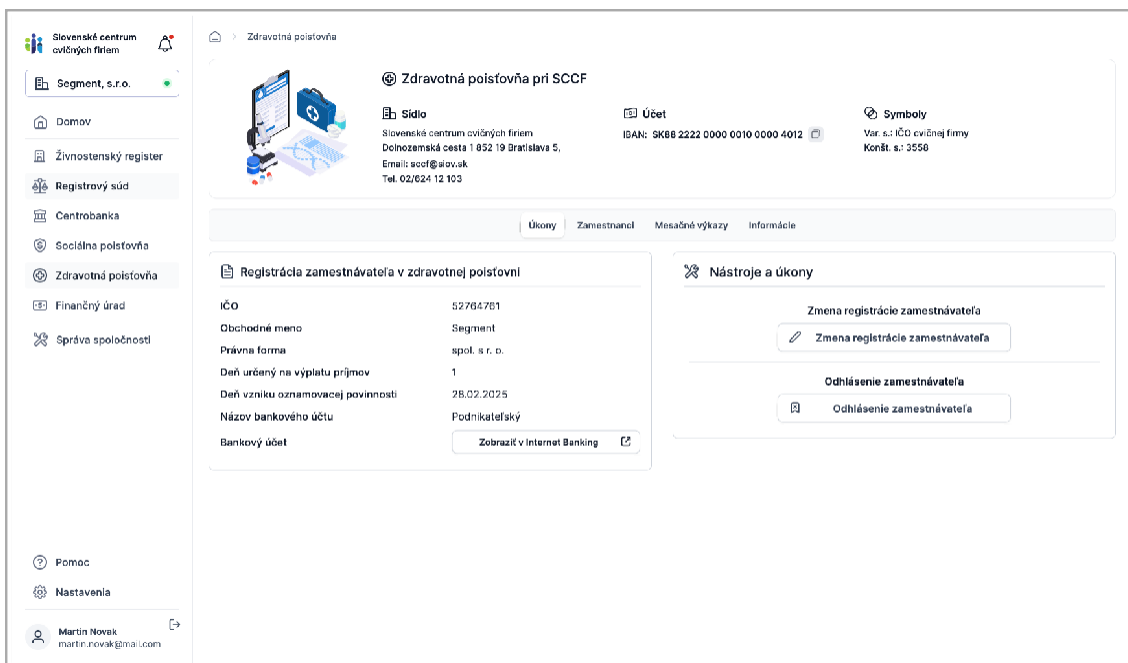 Slovenské centrum
cvičných firiem
Segment, s.r.o.
Domov
Živnostenský register
Registrový súd
Centrobanka
Sociálna poisťovňa
Zdravotná poisťovňa
Finančný úrad
Správa spoločnosti
Pomoc
Nastavenia
Martin Novak
martin.novak@mail.com
Zdravotná poisťovňa
Zdravotná poisťovňa pri SCCF
Sídlo
Slovenské centrum cvičných firiem
Dolnozemská cesta 1 852 19 Bratislava 5,
Email: sccf@siov.sk
Tel. 02/624 12 103
Účet
IBAN: SK88 2222 0000 0010 0000 4012
Symboly
Var. s.: IČO cvičnej firmy
Konšt. s.: 3558
Úkony Zamestnanci Mesačné výkazy Informácie
Registrácia zamestnávateľa v zdravotnej poisťovni
IČO 52764761
Obchodné meno Segment
Právna forma spol. s r. o.
Deň určený na výplatu príjmov 1
Deň vzniku oznamovacej povinnosti 28.02.2025
Názov bankového účtu Podnikateľský
Bankový účet Zobraziť v Internet Banking
Nástroje a úkony
Zmena registrácie zamestnávateľa
Zmena registrácie zamestnávateľa
Odhlásenie zamestnávateľa
Odhlásenie zamestnávateľa